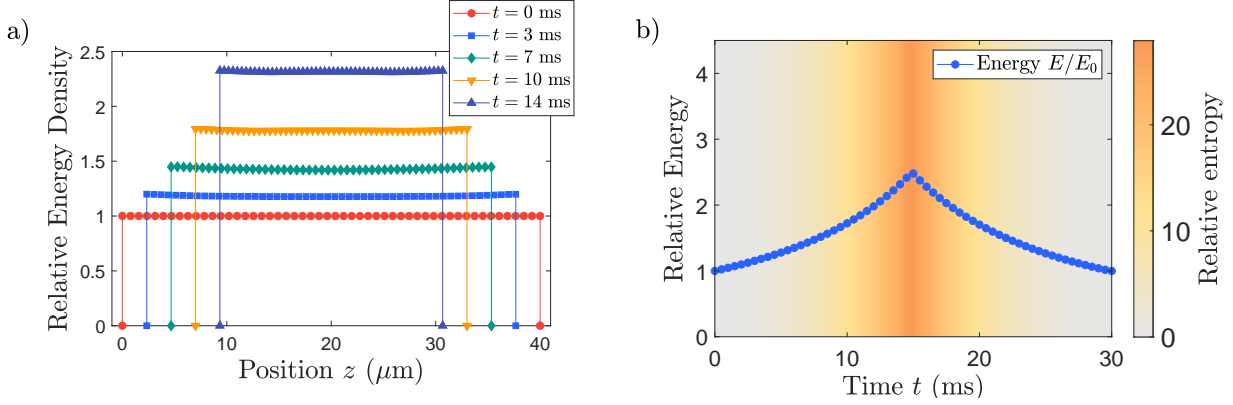 a)
t = 0 ms
t = 3 ms
t = 7 ms
t = 10 ms
t = 14 ms
Relative Energy Density
2.5
2
1.5
1
0.5
0
0 10 20 30 40
Position z (μm)
b)
Energy E/E₀
Relative Energy
4
3
2
1
0
0 10 20 30
Time t (ms)
20
10
0
Relative entropy